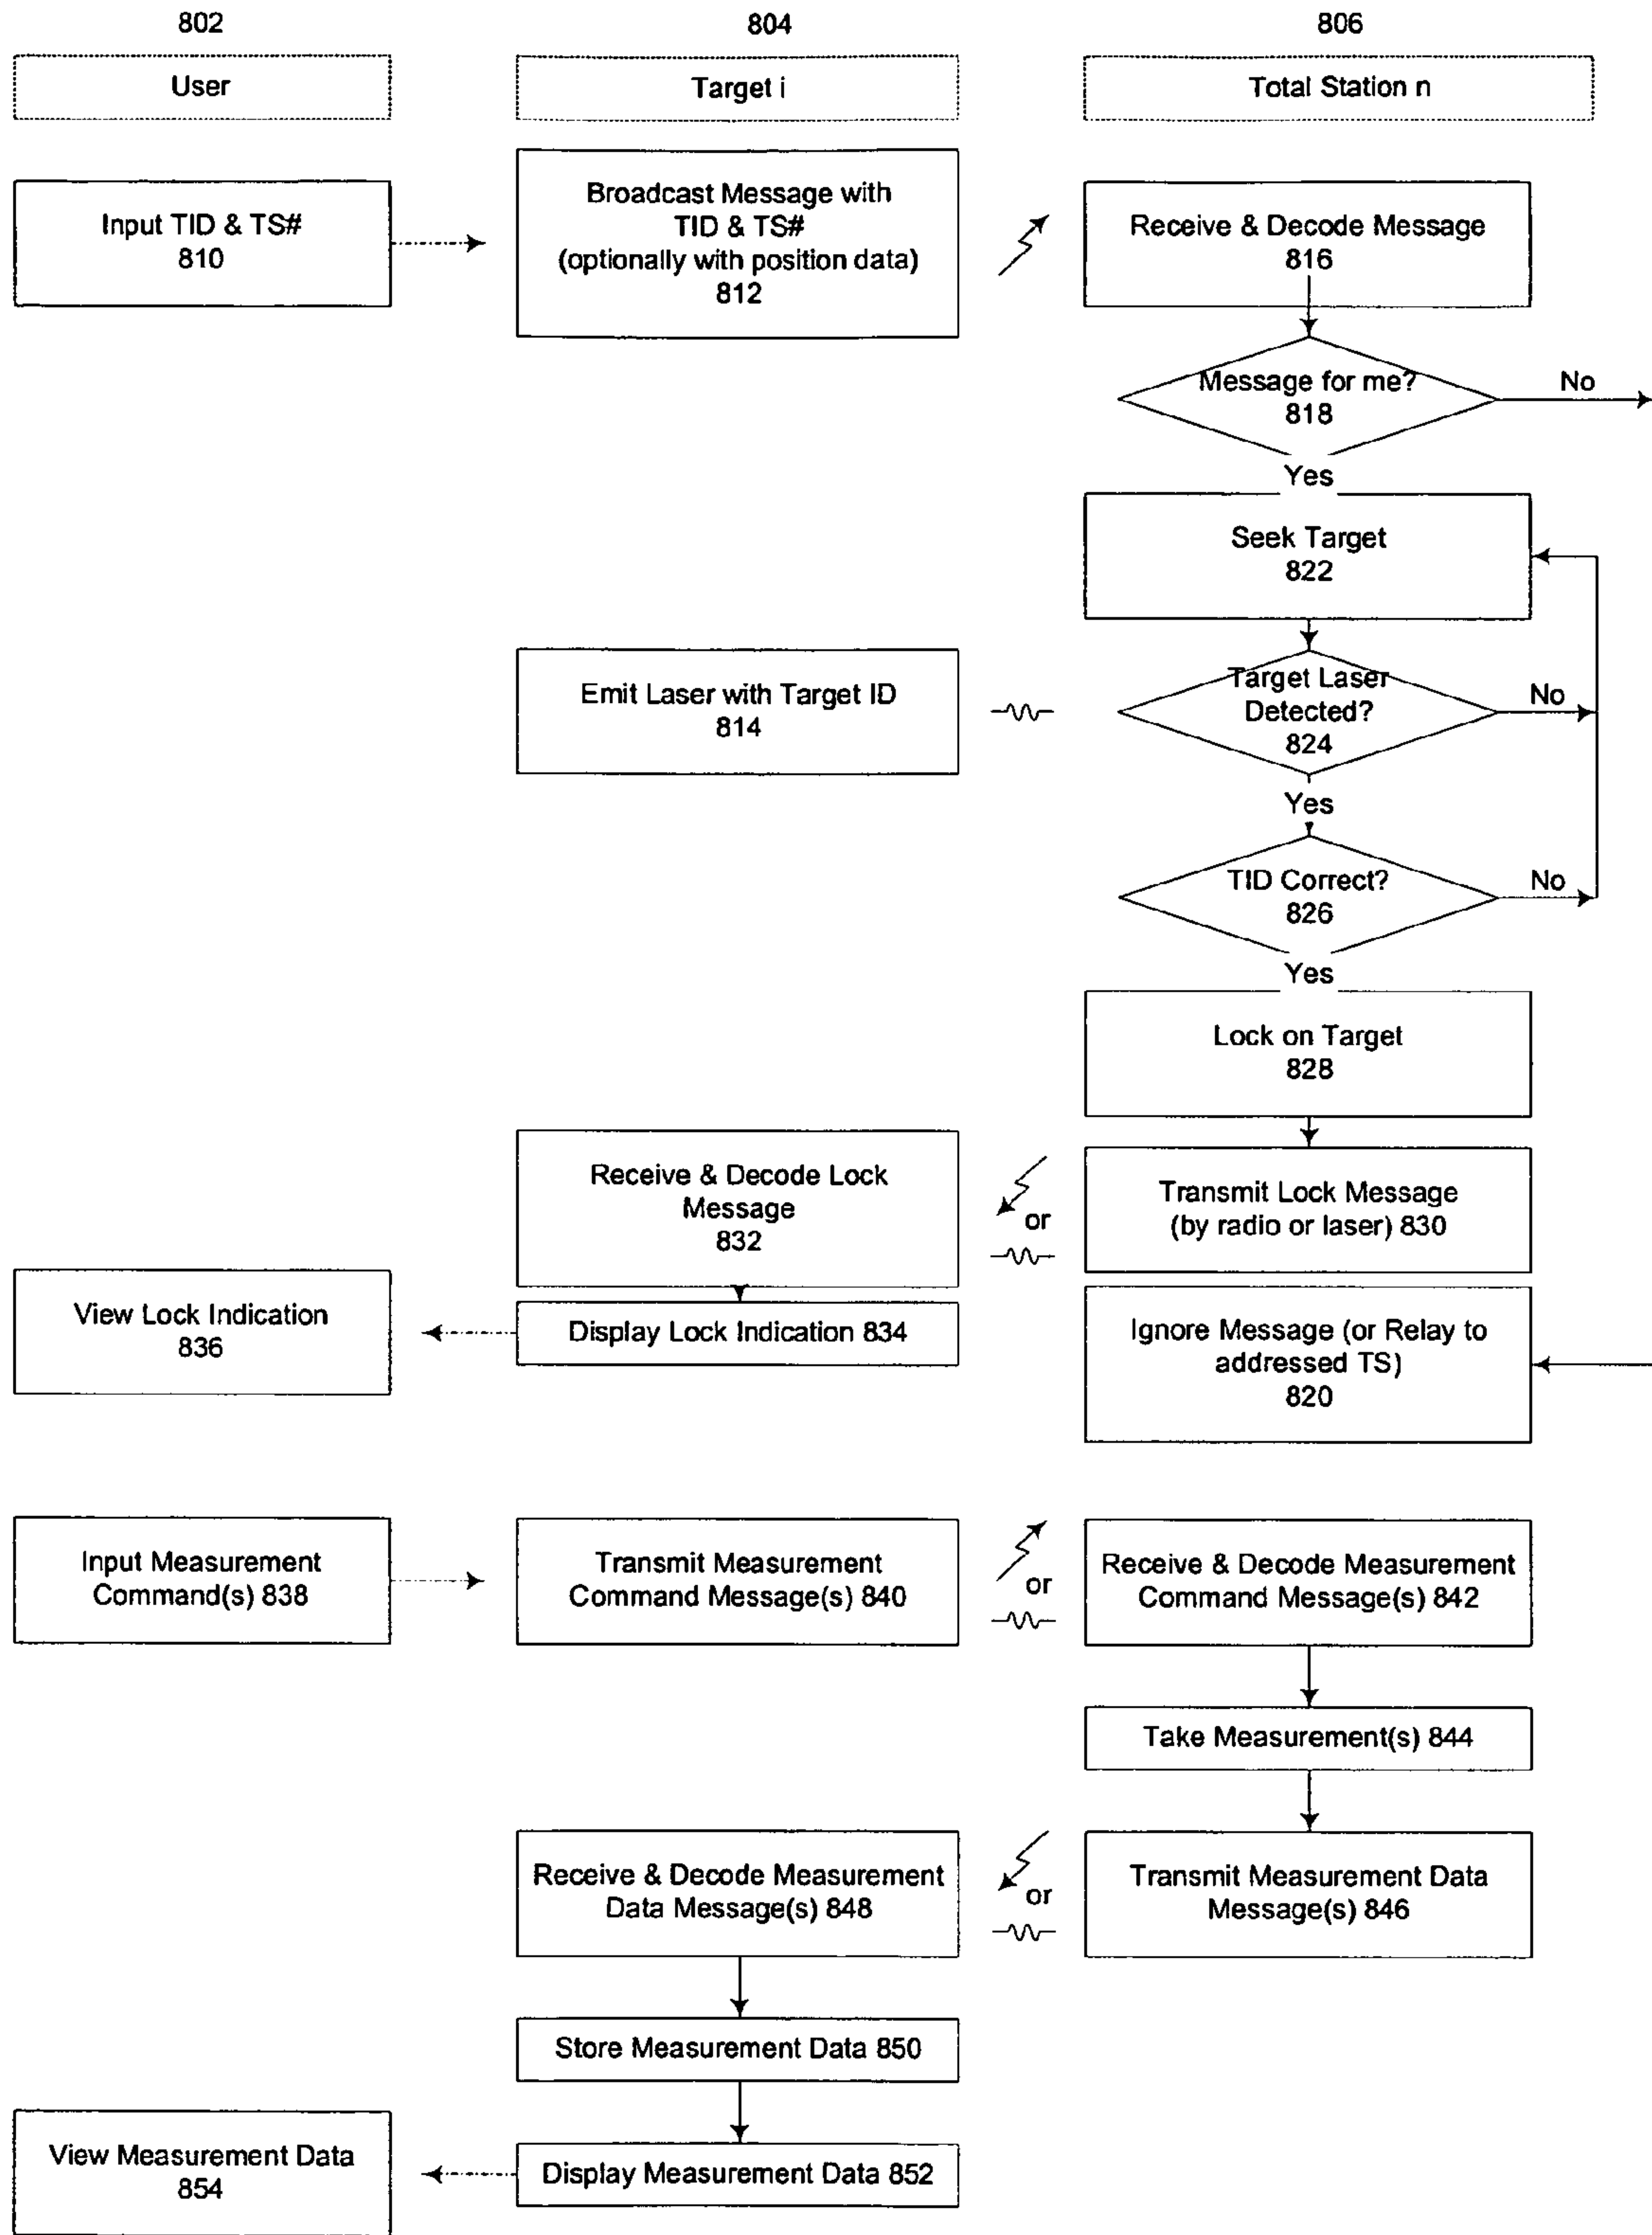 802
804
806
User
Target i
Total Station n
Input TID & TS#
810
Broadcast Message with
TID & TS#
(optionally with position data)
812
Receive & Decode Message
816
Message for me?
818
No
Yes
Seek Target
822
Emit Laser with Target ID
814
Target Laser
Detected?
824
No
Yes
TID Correct?
826
No
Yes
Lock on Target
828
Receive & Decode Lock
Message
832
or
Transmit Lock Message
(by radio or laser) 830
View Lock Indication
836
Display Lock Indication 834
Ignore Message (or Relay to
addressed TS)
820
Input Measurement
Command(s) 838
Transmit Measurement
Command Message(s) 840
or
Receive & Decode Measurement
Command Message(s) 842
Take Measurement(s) 844
Receive & Decode Measurement
Data Message(s) 848
or
Transmit Measurement Data
Message(s) 846
Store Measurement Data 850
View Measurement Data
854
Display Measurement Data 852